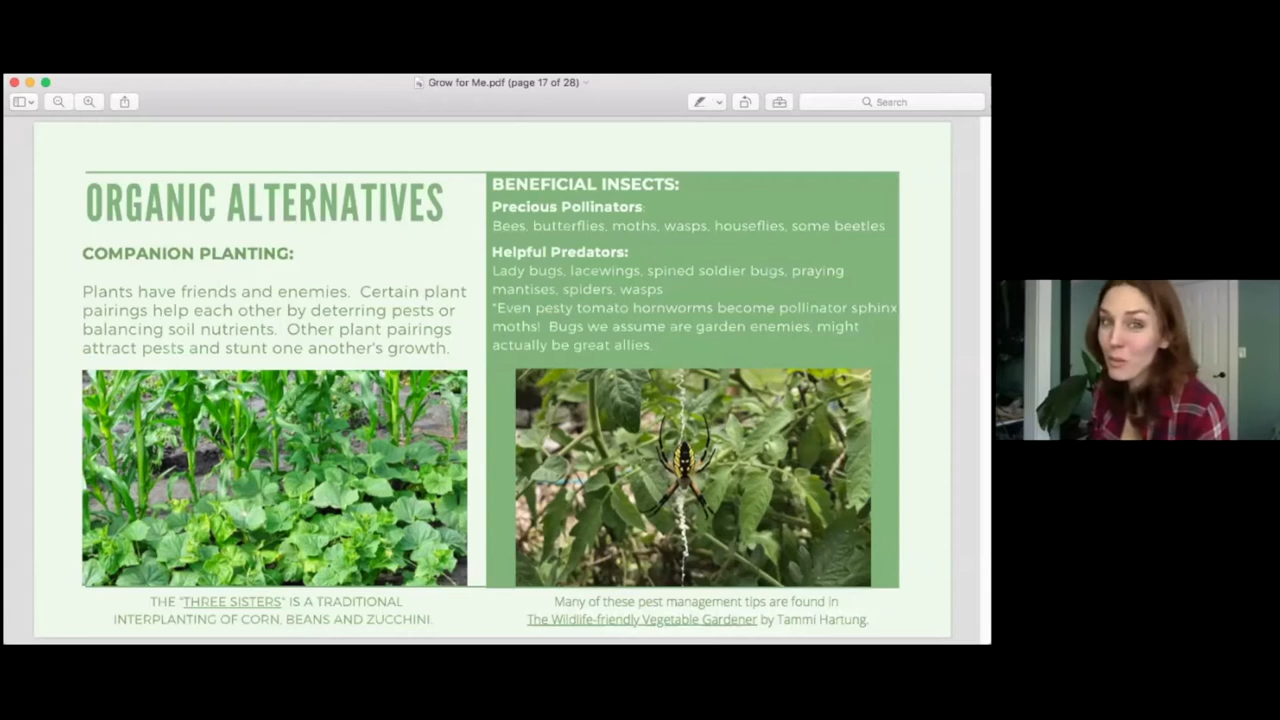 Grow for Me.pdf (page 17 of 28)
Search
ORGANIC ALTERNATIVES
COMPANION PLANTING:
Plants have friends and enemies. Certain plant
pairings help each other by deterring pests or
balancing soil nutrients. Other plant pairings
attract pests and stunt one another's growth.
THE "THREE SISTERS" IS A TRADITIONAL
INTERPLANTING OF CORN, BEANS AND ZUCCHINI.
BENEFICIAL INSECTS:
Precious Pollinators:
Bees, butterflies, moths, wasps, houseflies, some beetles
Helpful Predators:
Lady bugs, lacewings, spined soldier bugs, praying
mantises, spiders, wasps
*Even pesty tomato hornworms become pollinator sphinx
moths! Bugs we assume are garden enemies, might
actually be great allies.
Many of these pest management tips are found in
The Wildlife-friendly Vegetable Gardener by Tammi Hartung.